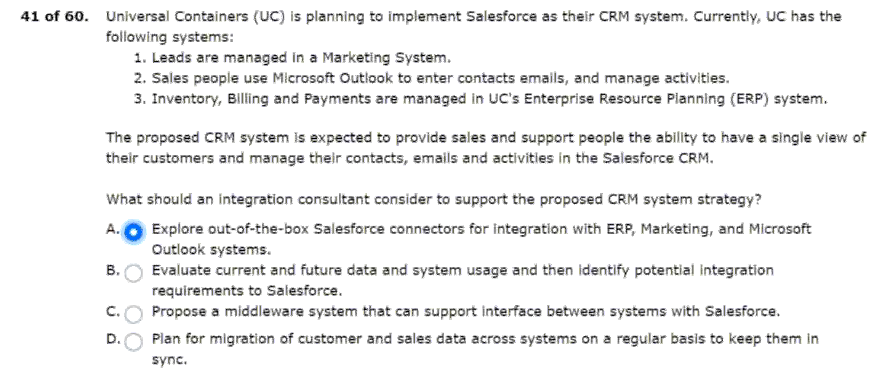 41 of 60. Universal Containers (UC) is planning to implement Salesforce as their CRM system. Currently, UC has the
following systems:
1. Leads are managed in a Marketing System.
2. Sales people use Microsoft Outlook to enter contacts emails, and manage activities.
3. Inventory, Billing and Payments are managed in UC's Enterprise Resource Planning (ERP) system.
The proposed CRM system is expected to provide sales and support people the ability to have a single view of
their customers and manage their contacts, emails and activities in the Salesforce CRM.
What should an integration consultant consider to support the proposed CRM system strategy?
A. Explore out-of-the-box Salesforce connectors for integration with ERP, Marketing, and Microsoft
Outlook systems.
B. Evaluate current and future data and system usage and then identify potential integration
requirements to Salesforce.
C. Propose a middleware system that can support interface between systems with Salesforce.
D. Plan for migration of customer and sales data across systems on a regular basis to keep them in
sync.